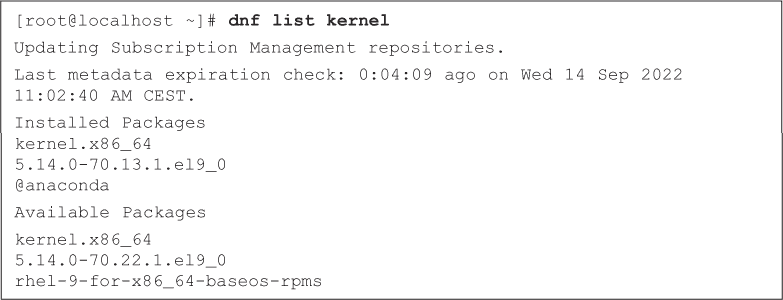 [root@localhost ~]# dnf list kernel
Updating Subscription Management repositories.
Last metadata expiration check: 0:04:09 ago on Wed 14 Sep 2022
11:02:40 AM CEST.
Installed Packages
kernel.x86_64
5.14.0-70.13.1.el9_0
@anaconda
Available Packages
kernel.x86_64
5.14.0-70.22.1.el9_0
rhel-9-for-x86_64-baseos-rpms